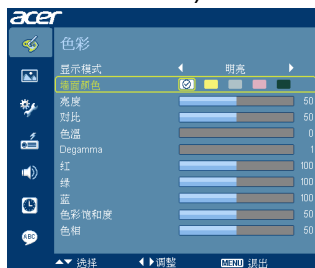 acer
色彩
显示模式 明亮
墙面颜色
亮度 50
对比 50
色温 0
Degamma 1
红 100
绿 100
蓝 100
色彩饱和度 50
色相 50
ABC
选择 调整 MENU 退出